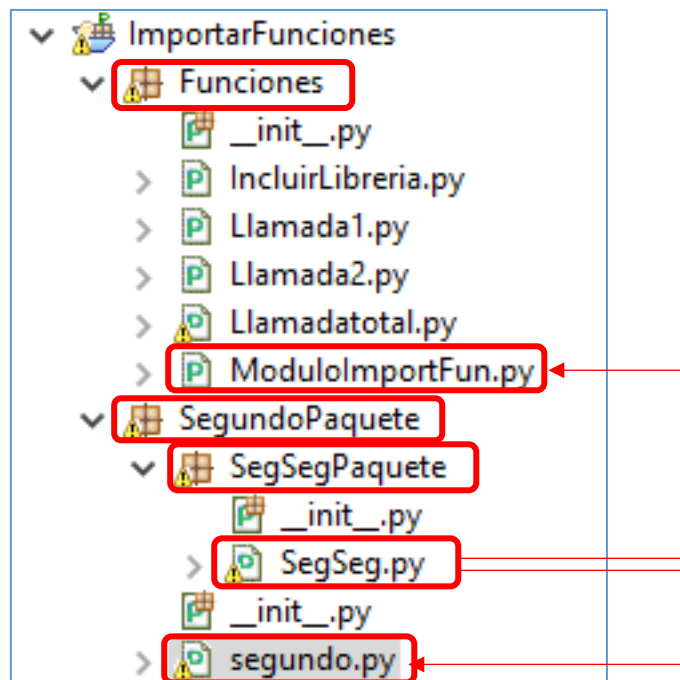 ImportarFunciones
Funciones
__init__.py
IncluirLibreria.py
Llamada1.py
Llamada2.py
Llamadatotal.py
ModuloImportFun.py
SegundoPaquete
SegSegPaquete
__init__.py
SegSeg.py
__init__.py
segundo.py